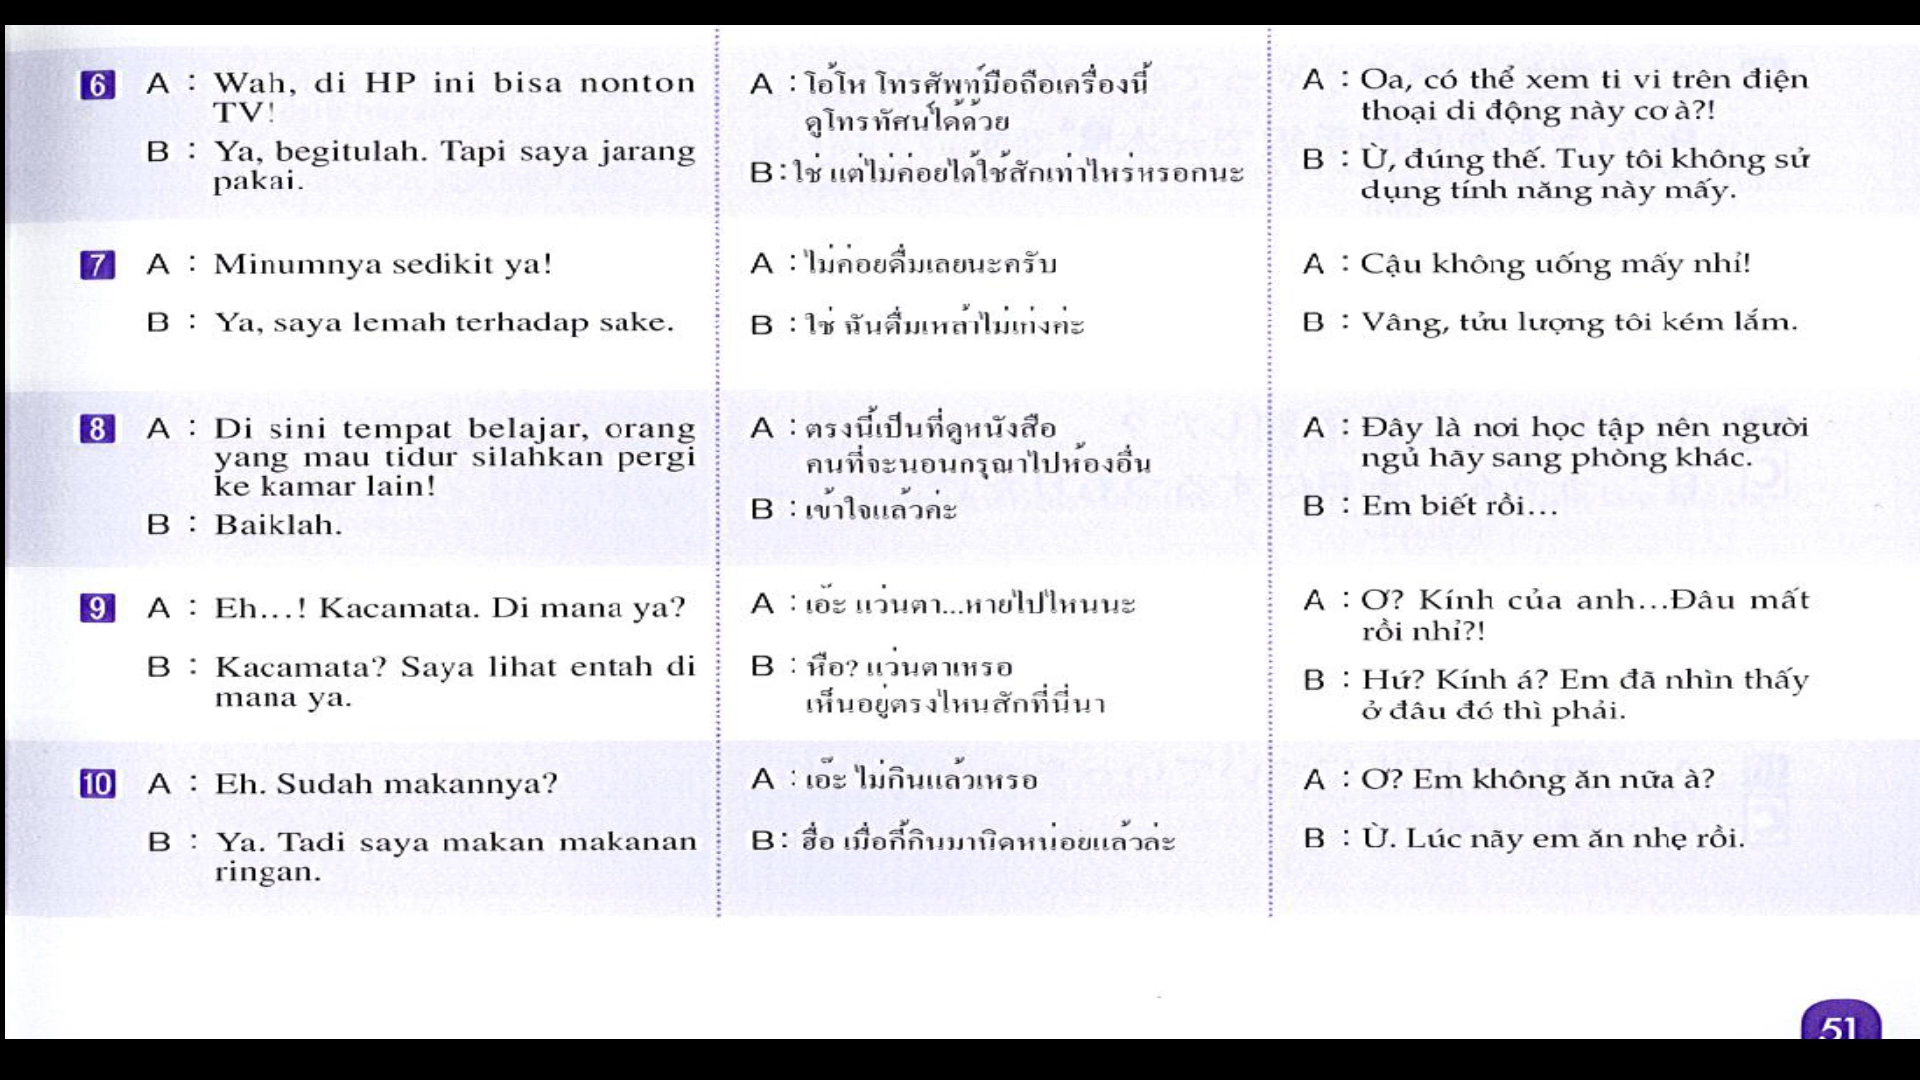 6 A : Wah, di HP ini bisa nonton
TV!
B : Ya, begitulah. Tapi saya jarang
pakai.
7 A : Minumnya sedikit ya!
B : Ya, saya lemah terhadap sake.
8 A : Di sini tempat belajar, orang
yang mau tidur silahkan pergi
ke kamar lain!
B : Baiklah.
9 A : Eh...! Kacamata. Di mana ya?
B : Kacamata? Saya lihat entah di
mana ya.
10 A : Eh. Sudah makannya?
B : Ya. Tadi saya makan makanan
ringan.
A : โอ้โห โทรศัพท์มือถือเครื่องนี้
ดูโทรทัศน์ได้ด้วย
B : ใช่ แต่ไม่ค่อยได้ใช้สักเท่าไหร่หรอกนะ
A : ไม่ค่อยดื่มเลยนะครับ
B : ใช่ ฉันดื่มเหล้าไม่เก่งค่ะ
A : ตรงนี้เป็นที่ดูหนังสือ
คนที่จะนอนกรุณาไปห้องอื่น
B : เข้าใจแล้วค่ะ
A : เอ๊ะ แว่นตา...หายไปไหนนะ
B : หือ? แว่นตาเหรอ
เห็นอยู่ตรงไหนสักที่นี่นา
A : เอ๊ะ ไม่กินแล้วเหรอ
B : ฮื่อ เมื่อกี้กินมานิดหน่อยแล้วล่ะ
A : Oa, có thể xem ti vi trên điện
thoại di động này cơ à?!
B : Ừ, đúng thế. Tuy tôi không sử
dụng tính năng này mấy.
A : Cậu không uống mấy nhỉ!
B : Vâng, tửu lượng tôi kém lắm.
A : Đây là nơi học tập nên người
ngủ hãy sang phòng khác.
B : Em biết rồi...
A : Ơ? Kính của anh...Đâu mất
rồi nhỉ?!
B : Hứ? Kính á? Em đã nhìn thấy
ở đâu đó thì phải.
A : Ơ? Em không ăn nữa à?
B : Ừ. Lúc nãy em ăn nhẹ rồi.
51